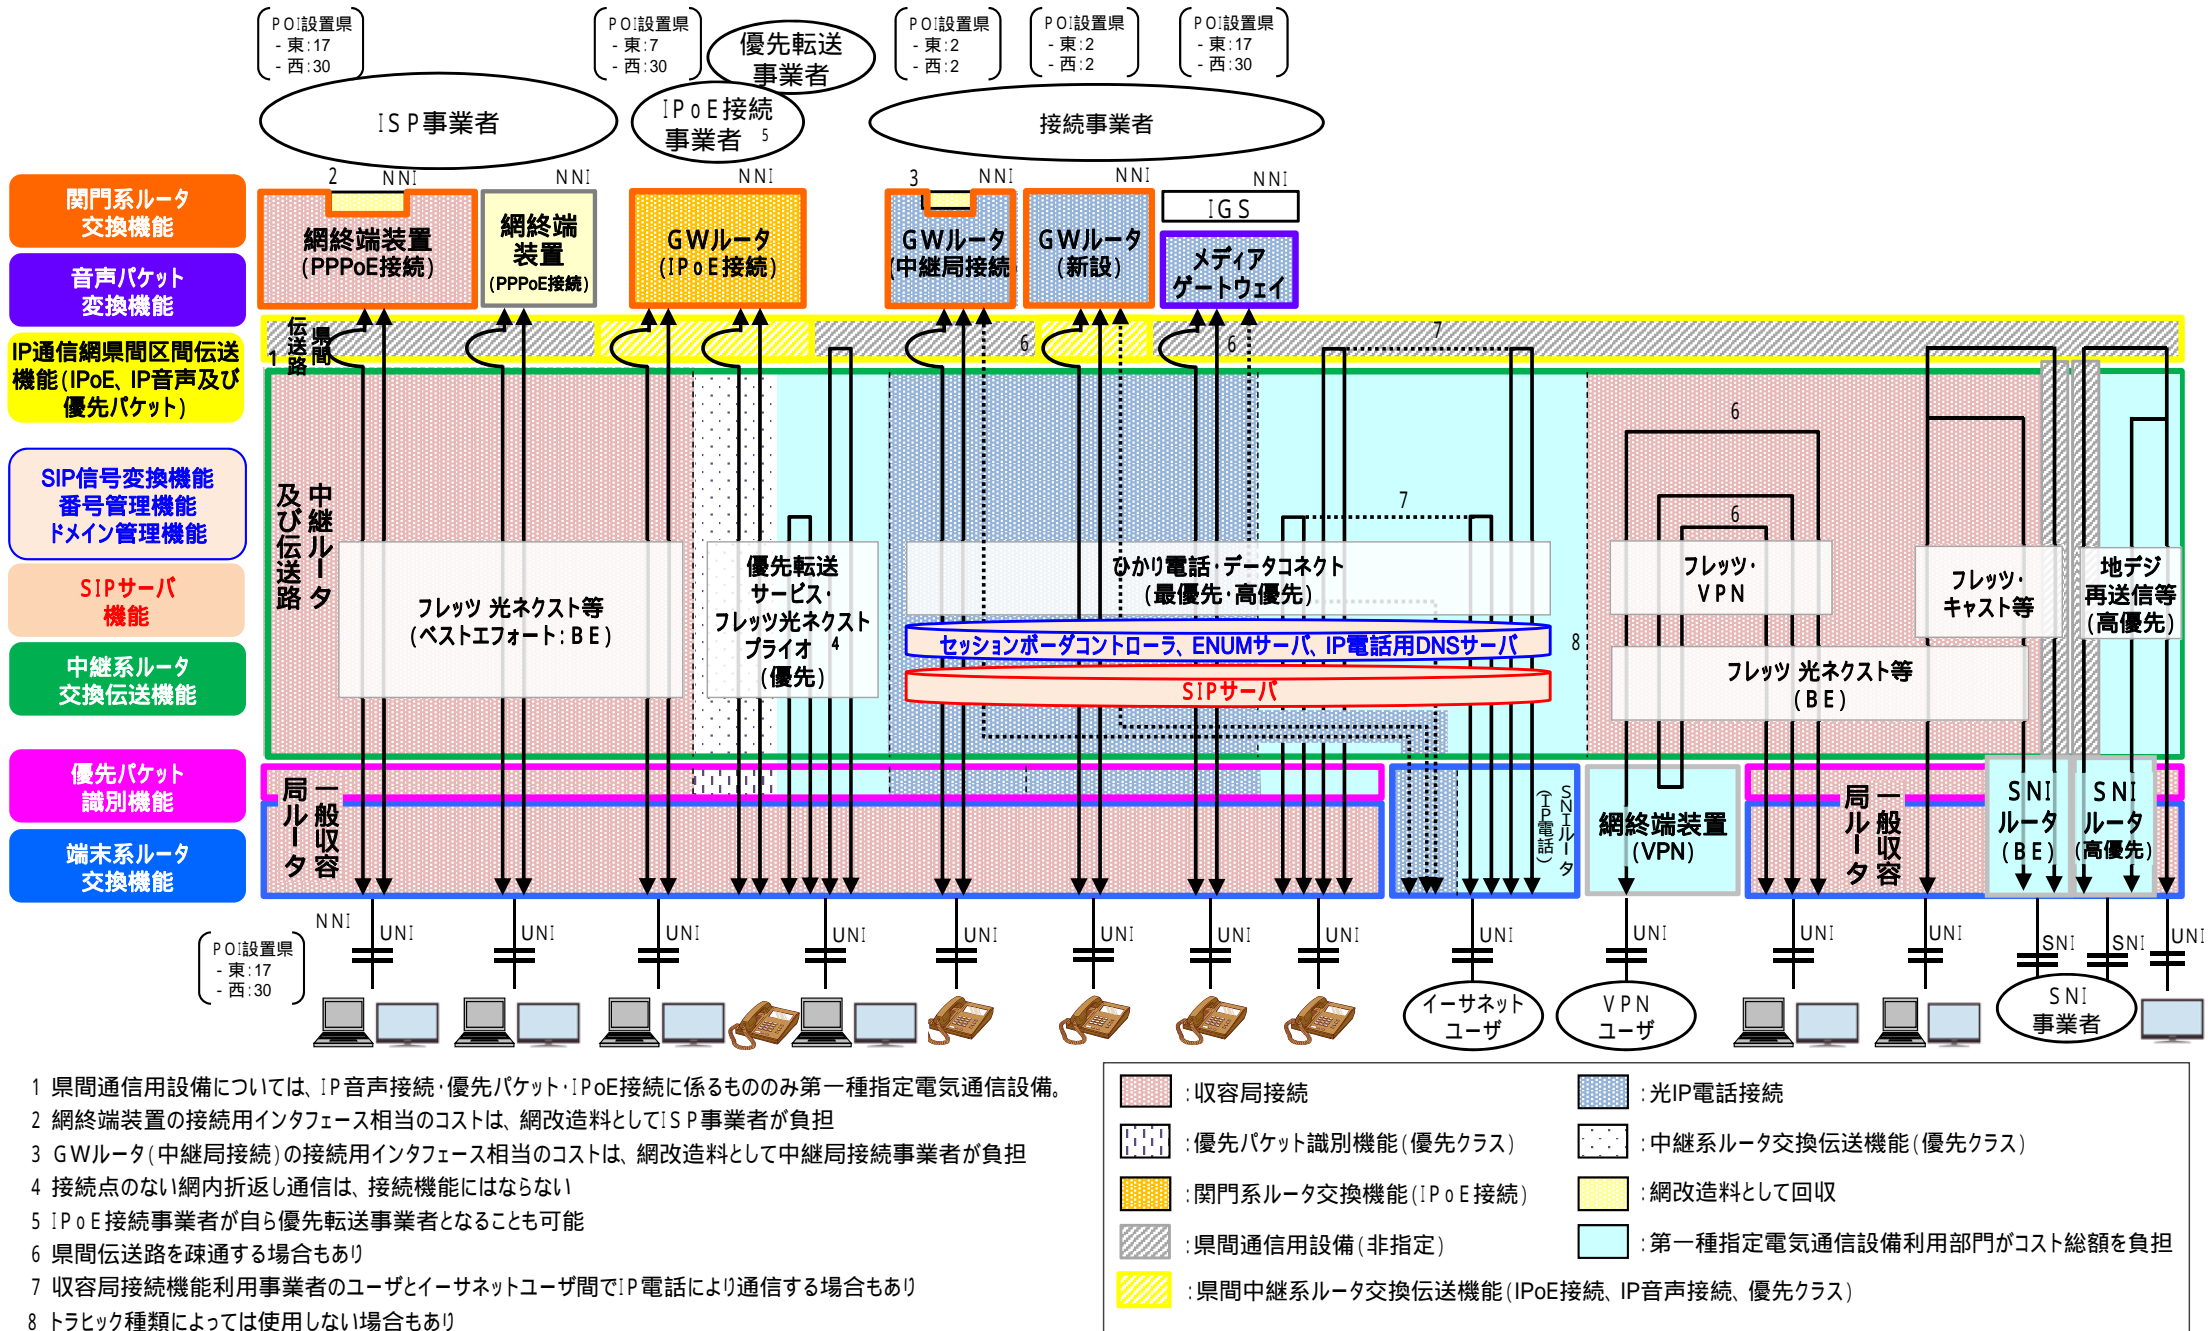 POI設置県
- 東:17
- 西:30
POI設置県
- 東:7
- 西:30
優先転送
事業者
POI設置県
- 東:2
- 西:2
POI設置県
- 東:2
- 西:2
POI設置県
- 東:17
- 西:30
ISP事業者
IPoE接続
事業者 5
接続事業者
2 NNI
NNI
NNI
3 NNI
NNI
NNI
関門系ルータ
交換機能
音声パケット
変換機能
IP通信網県間区間伝送
機能(IPoE、IP音声及び
優先パケット)
SIP信号変換機能
番号管理機能
ドメイン管理機能
SIPサーバ
機能
中継系ルータ
交換伝送機能
優先パケット
識別機能
端末系ルータ
交換機能
網終端装置
(PPPoE接続)
網終端
装置
(PPPoE接続)
GWルータ
(IPoE接続)
GWルータ
(中継局接続
GWルータ
(新設)
IGS
メディア
ゲートウェイ
1
県間
伝送路
6
6
7
中継ルータ
及び伝送路
フレッツ 光ネクスト等
(ベストエフォート:BE)
優先転送
サービス・
フレッツ光ネクスト
プライオ 4
(優先)
7
ひかり電話・データコネクト
(最優先・高優先)
セッションボーダコントローラ、ENUMサーバ、IP電話用DNSサーバ
SIPサーバ
8
6
6
フレッツ・
VPN
フレッツ・
キャスト等
地デジ
再送信等
(高優先)
フレッツ 光ネクスト等
(BE)
一般収容
局ルータ
SNIルータ
(IP電話)
網終端装置
(VPN)
一般収容
局ルータ
SNI
ルータ
(BE)
SNI
ルータ
(高優先)
NNI
POI設置県
- 東:17
- 西:30
UNI
UNI
UNI
UNI
UNI
UNI
UNI
UNI
UNI
UNI
UNI
UNI
SNI
SNI
UNI
イーサネット
ユーザ
VPN
ユーザ
SNI
事業者
1 県間通信用設備については、IP音声接続・優先パケット・IPoE接続に係るもののみ第一種指定電気通信設備。
2 網終端装置の接続用インタフェース相当のコストは、網改造料としてISP事業者が負担
3 GWルータ(中継局接続)の接続用インタフェース相当のコストは、網改造料として中継局接続事業者が負担
4 接続点のない網内折返し通信は、接続機能にはならない
5 IPoE接続事業者が自ら優先転送事業者となることも可能
6 県間伝送路を疎通する場合もあり
7 収容局接続機能利用事業者のユーザとイーサネットユーザ間でIP電話により通信する場合もあり
8 トラヒック種類によっては使用しない場合もあり
:収容局接続
:光IP電話接続
:優先パケット識別機能(優先クラス)
:中継系ルータ交換伝送機能(優先クラス)
:関門系ルータ交換機能(IPoE接続)
:網改造料として回収
:県間通信用設備(非指定)
:第一種指定電気通信設備利用部門がコスト総額を負担
:県間中継系ルータ交換伝送機能(IPoE接続、IP音声接続、優先クラス)